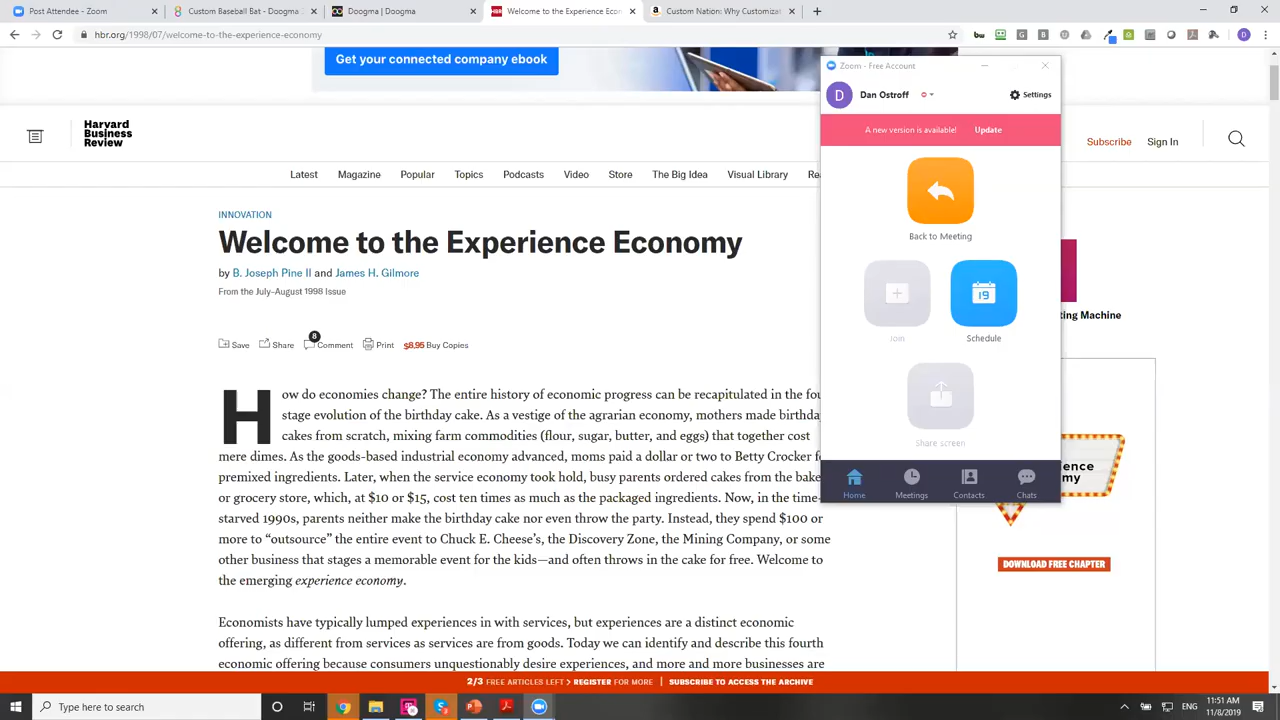 Zoom Out Demo - Doogma
Custom Baseball Bat - Doogma
Doogma | Doogma
Welcome to the Experience Econ
Custom Nation: Why Customiza
hbr.org/1998/07/welcome-to-the-experience-economy
Get your connected company ebook
Zoom - Free Account
D
Dan Ostroff
Settings
A new version is available!
Update
Back to Meeting
Join
19
Schedule
Share screen
Home
Meetings
Contacts
Chats
Harvard
Business
Review
Subscribe
Sign In
Latest
Magazine
Popular
Topics
Podcasts
Video
Store
The Big Idea
Visual Library
Rea
INNOVATION
Welcome to the Experience Economy
by B. Joseph Pine II and James H. Gilmore
From the July–August 1998 Issue
ting Machine
Save
Share
8
Comment
Print
$8.95 Buy Copies
How do economies change? The entire history of economic progress can be recapitulated in the fou
stage evolution of the birthday cake. As a vestige of the agrarian economy, mothers made birthda
cakes from scratch, mixing farm commodities (flour, sugar, butter, and eggs) that together cost
mere dimes. As the goods-based industrial economy advanced, moms paid a dollar or two to Betty Crocker f
premixed ingredients. Later, when the service economy took hold, busy parents ordered cakes from the bake
or grocery store, which, at $10 or $15, cost ten times as much as the packaged ingredients. Now, in the time-
starved 1990s, parents neither make the birthday cake nor even throw the party. Instead, they spend $100 or
more to “outsource” the entire event to Chuck E. Cheese’s, the Discovery Zone, the Mining Company, or some
other business that stages a memorable event for the kids—and often throws in the cake for free. Welcome to
the emerging experience economy.
Economists have typically lumped experiences in with services, but experiences are a distinct economic
offering, as different from services as services are from goods. Today we can identify and describe this fourth
economic offering because consumers unquestionably desire experiences, and more and more businesses are
ence
my
DOWNLOAD FREE CHAPTER
2/3 FREE ARTICLES LEFT > REGISTER FOR MORE | SUBSCRIBE TO ACCESS THE ARCHIVE
Type here to search
ENG
11:51 AM
11/8/2019